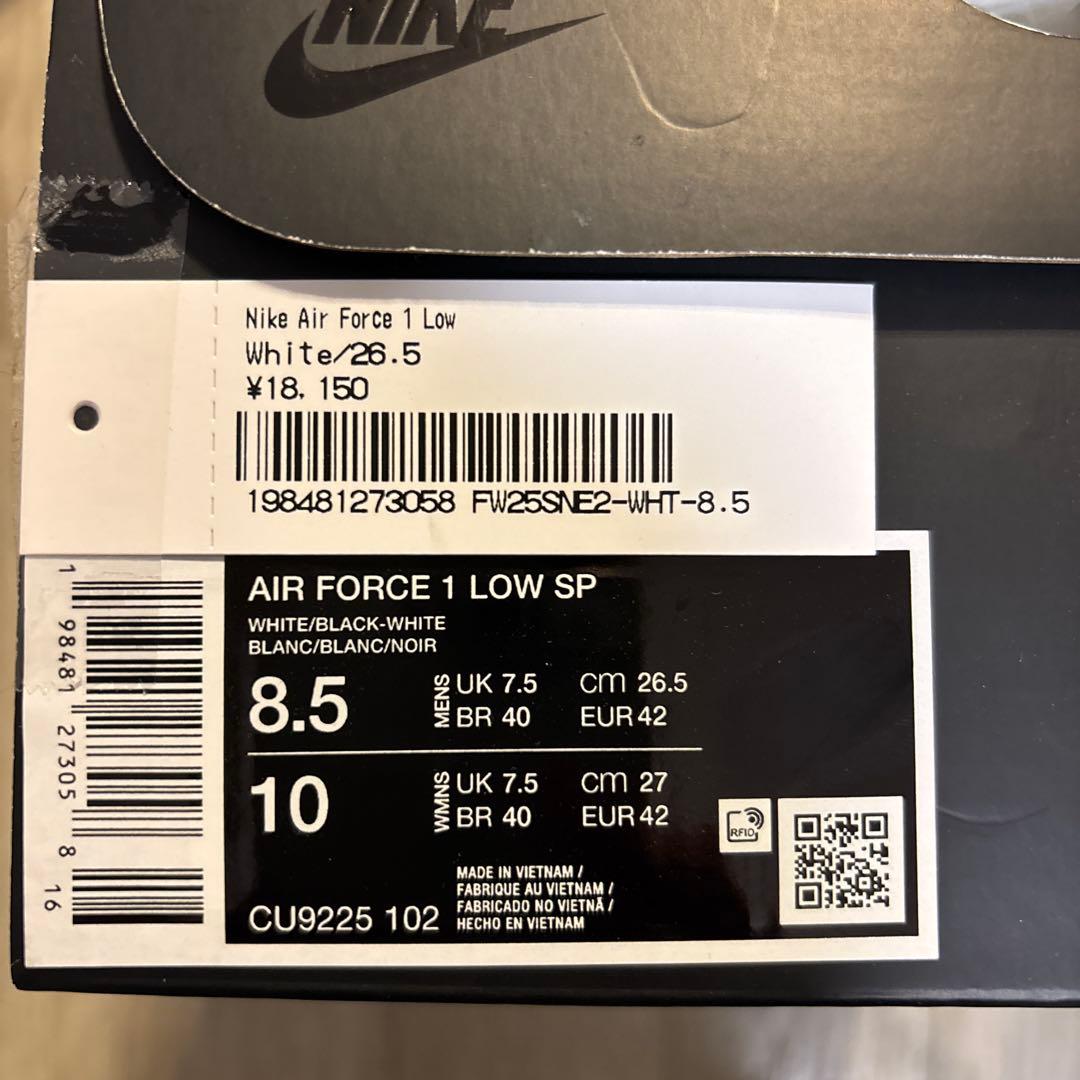 NIKE
Nike Air Force 1 Low
White/26.5
¥18,150
198481273058 FW25SNE2-WHT-8.5
1 98481 27305 8 16
AIR FORCE 1 LOW SP
WHITE/BLACK-WHITE
BLANC/BLANC/NOIR
8.5 MENS UK 7.5 CM 26.5
BR 40 EUR 42
10 WMNS UK 7.5 CM 27
BR 40 EUR 42
RFID
MADE IN VIETNAM /
FABRIQUE AU VIETNAM /
FABRICADO NO VIETNÃ /
HECHO EN VIETNAM
CU9225 102